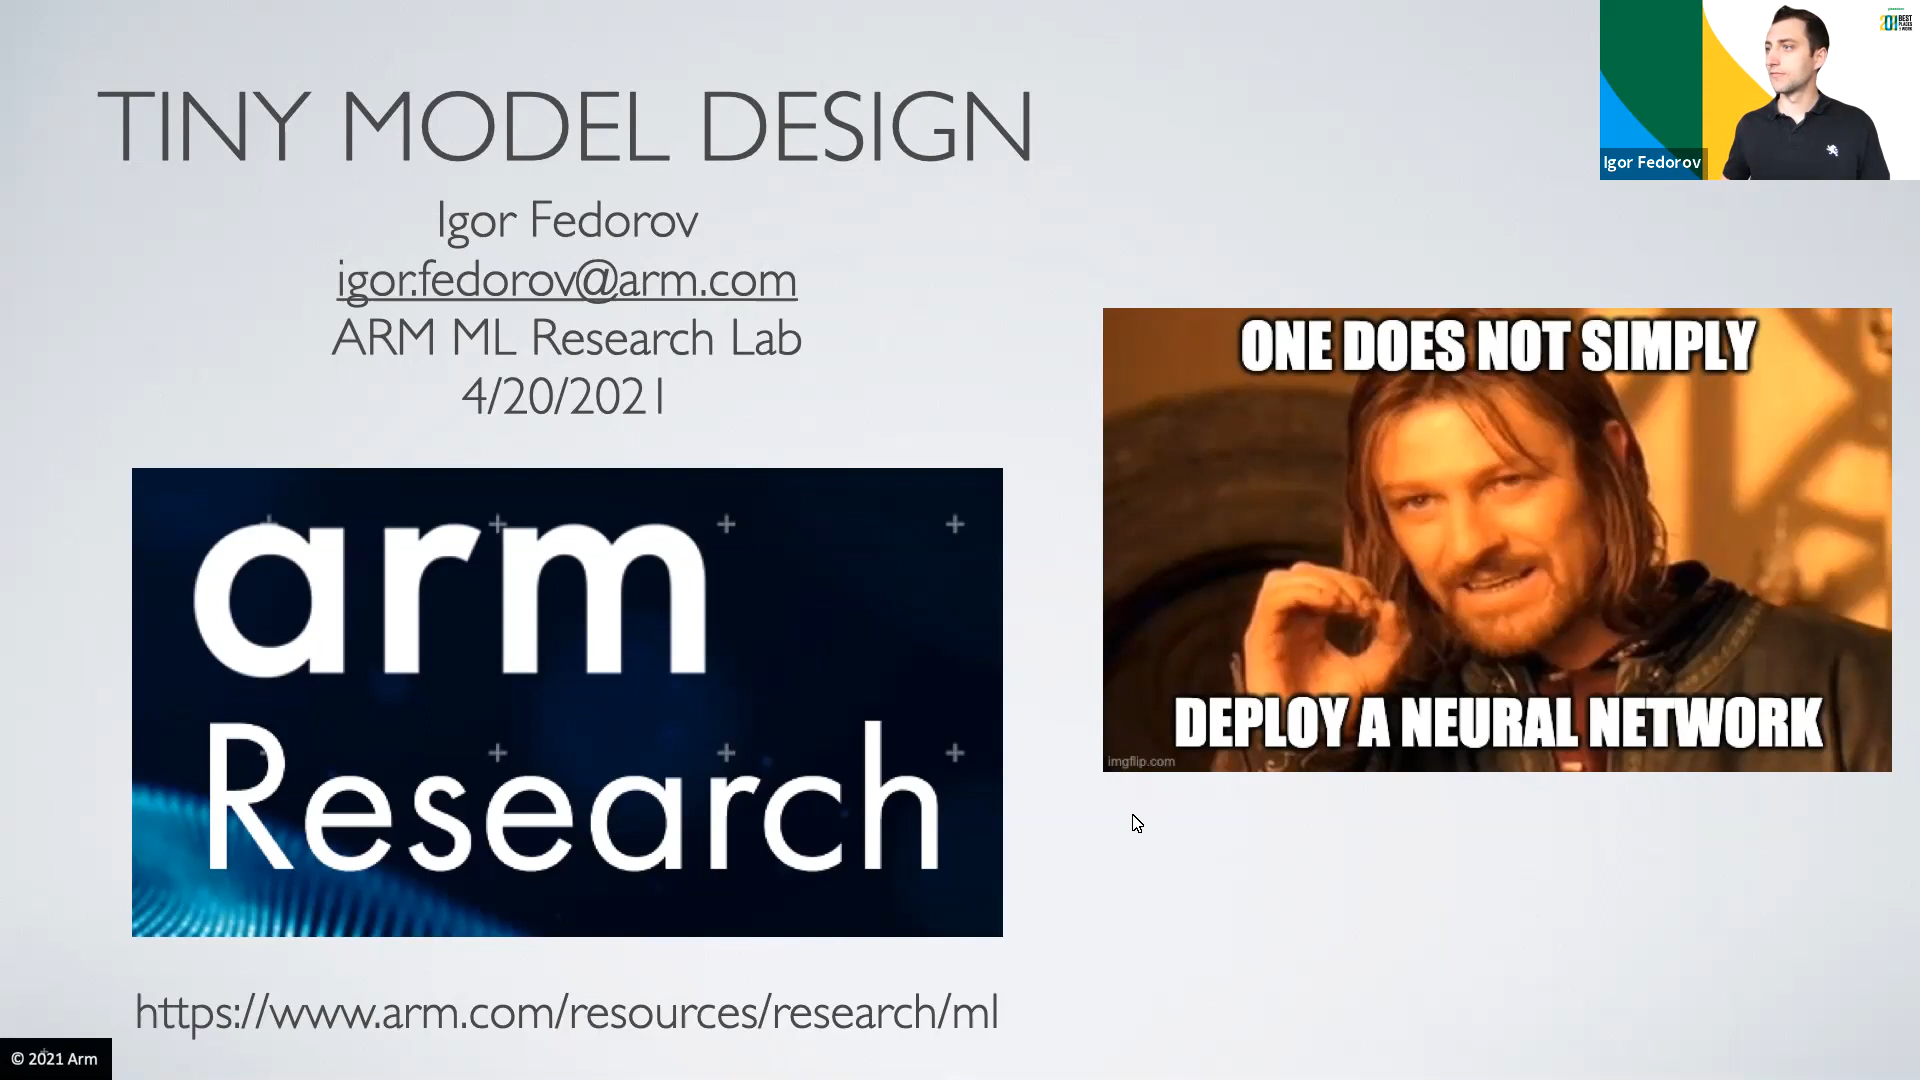 TINY MODEL DESIGN
Igor Fedorov
igor.fedorov@arm.com
ARM ML Research Lab
4/20/2021
arm
Research
https://www.arm.com/resources/research/ml
© 2021 Arm
Igor Fedorov
BEST
ONE DOES NOT SIMPLY
DEPLOY A NEURAL NETWORK
imgflip.com